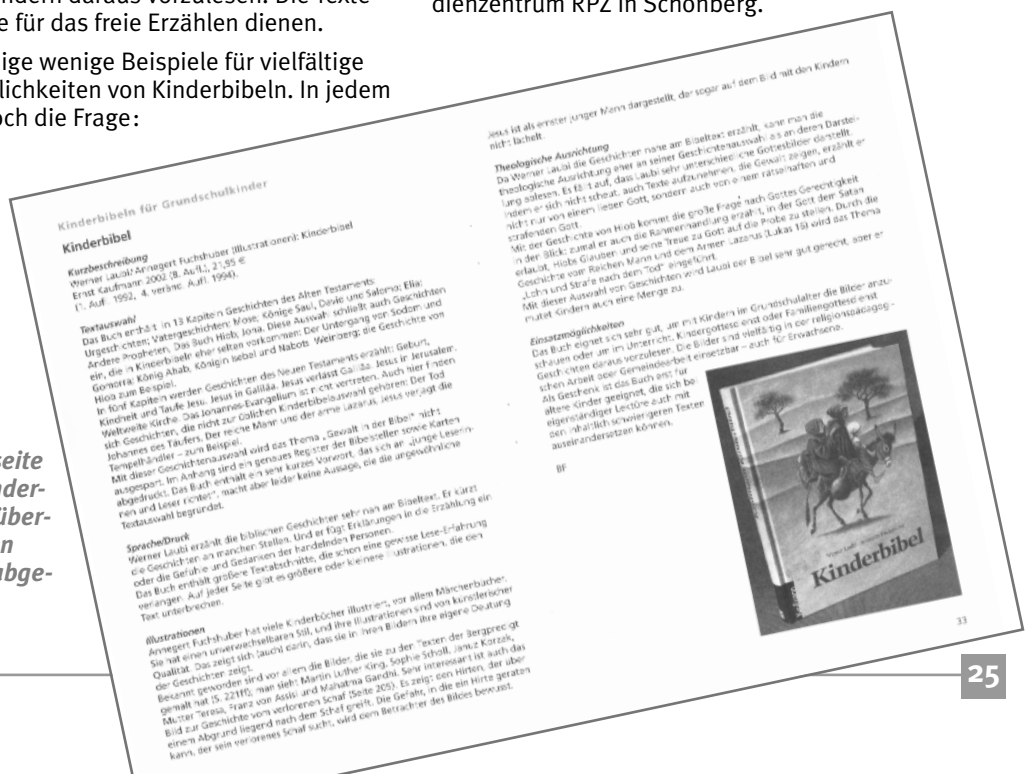 ndern daraus vorzulesen. Die Texte
e für das freie Erzählen dienen.
ige wenige Beispiele für vielfältige
lichkeiten von Kinderbibeln. In jedem
och die Frage:
dienzentrum RPZ in Schönberg.
seite
nder-
über-
n
abge-
Kinderbibeln für Grundschulkinder
Kinderbibel
Kurzbeschreibung
Werner Laubi/ Annegert Fuchshuber (Illustrationen): Kinderbibel
Ernst Kaufmann 2002 (8. Aufl.), 21,95 €
(1. Aufl. 1992, 4. veränd. Aufl. 1994).
Textauswahl
Das Buch enthält in 13 Kapiteln Geschichten des Alten Testaments:
Urgeschichten; Vätergeschichten; Mose; Könige Saul, David und Salomo; Elia;
Andere Propheten, Das Buch Hiob, Jona. Diese Auswahl schließt auch Geschichten
ein, die in Kinderbibeln eher selten vorkommen: Der Untergang von Sodom und
Gomorra; König Ahab, Königin Isebel und Nabots Weinberg; die Geschichte von
Hiob zum Beispiel.
In fünf Kapiteln werden Geschichten des Neuen Testaments erzählt: Geburt,
Kindheit und Taufe Jesu, Jesus in Galiläa, Jesus verlässt Galiläa, Jesus in Jerusalem,
Weltweite Kirche. Das Johannes-Evangelium ist nicht vertreten. Auch hier finden
sich Geschichten, die nicht zur üblichen Kinderbibelauswahl gehören: Der Tod
Johannes des Täufers, Der reiche Mann und der arme Lazarus, Jesus verjagt die
Tempelhändler – zum Beispiel.
Mit dieser Geschichtenauswahl wird das Thema „Gewalt in der Bibel" nicht
ausgespart. Im Anhang sind ein genaues Register der Bibelstellen sowie Karten
abgedruckt. Das Buch enthält ein sehr kurzes Vorwort, das sich an „junge Leserin-
nen und Leser richtet", macht aber leider keine Aussage, die die ungewöhnliche
Textauswahl begründet.
Sprache/Druck
Werner Laubi erzählt die biblischen Geschichten sehr nah am Bibeltext. Er kürzt
die Geschichten an manchen Stellen. Und er fügt Erklärungen in die Erzählung ein
oder die Gefühle und Gedanken der handelnden Personen.
Das Buch enthält größere Textabschnitte, die schon eine gewisse Lese-Erfahrung
verlangen. Auf jeder Seite gibt es größere oder kleinere Illustrationen, die den
Text unterbrechen.
Illustrationen
Annegert Fuchshuber hat viele Kinderbücher illustriert, vor allem Märchenbücher.
Sie hat einen unverwechselbaren Stil, und ihre Illustrationen sind von künstlerischer
Qualität. Das zeigt sich (auch) darin, dass sie in ihren Bildern ihre eigene Deutung
der Geschichten zeigt.
Bekannt geworden sind vor allem die Bilder, die sie zu den Texten der Bergpredigt
gemalt hat (S. 221ff), man sieht Martin Luther King, Sophie Scholl, Janusz Korzak,
Mutter Teresa, Franz von Assisi und Mahatma Gandhi. Sehr interessant ist auch das
Bild zur Geschichte vom verlorenen Schaf (Seite 205). Es zeigt den Hirten, der über
einem Abgrund liegend nach dem Schaf greift. Die Gefahr, in die ein Hirte geraten
kann, der sein verlorenes Schaf sucht, wird dem Betrachter des Bildes bewusst.
Jesus ist als ernster junger Mann dargestellt, der sogar auf dem Bild mit den Kindern
nicht lächelt.
Theologische Ausrichtung
Da Werner Laubi die Geschichten nahe am Bibeltext erzählt, kann man die
theologische Ausrichtung eher an seiner Geschichtenauswahl als an deren Darstel-
lung ablesen. Es fällt auf, dass Laubi sehr unterschiedliche Gottesbilder darstellt.
Indem er sich nicht scheut, auch Texte aufzunehmen, die Gewalt zeigen, erzählt er
nicht nur von einem lieben Gott, sondern auch von einem rätselhaften und
strafenden Gott.
Mit der Geschichte von Hiob kommt die große Frage nach Gottes Gerechtigkeit
in den Blick; zumal er auch die Rahmenhandlung erzählt, in der Gott dem Satan
erlaubt, Hiobs Glauben und seine Treue zu Gott auf die Probe zu stellen. Durch die
Geschichte vom Reichen Mann und dem Armen Lazarus (Lukas 16) wird das Thema
„Lohn und Strafe nach dem Tod" eingeführt.
Mit dieser Auswahl von Geschichten wird Laubi der Bibel sehr gut gerecht, aber er
mutet Kindern auch eine Menge zu.
Einsatzmöglichkeiten
Das Buch eignet sich sehr gut, um mit Kindern im Grundschulalter die Bilder anzu-
schauen oder um im Unterricht, Kindergottesdienst oder Familiengottesdienst
Geschichten daraus vorzulesen. Die Bilder sind vielfältig in der religionspädagogi-
schen Arbeit oder Gemeindearbeit einsetzbar – auch für Erwachsene.
Als Geschenk ist das Buch erst für
ältere Kinder geeignet, die sich bei
eigenständiger Lektüre auch mit
den inhaltlich schwierigeren Texten
auseinandersetzen können.
BF
Kinderbibel
33
25